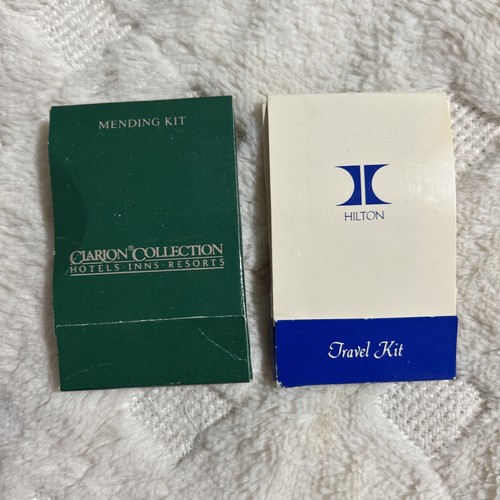 MENDING KIT
CLARION® COLLECTION
HOTELS · INNS · RESORTS
HILTON
Travel Kit